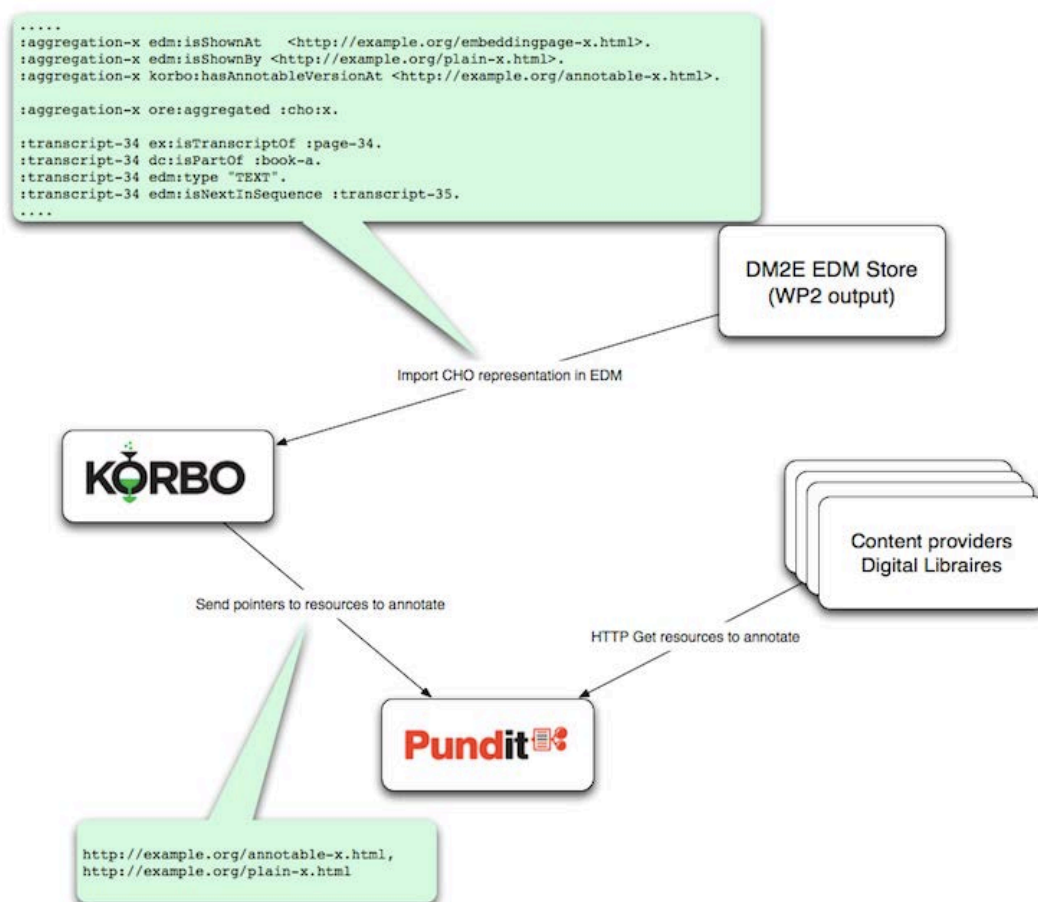 .....
:aggregation-x edm:isShownAt <http://example.org/embeddingpage-x.html>.
:aggregation-x edm:isShownBy <http://example.org/plain-x.html>.
:aggregation-x korbo:hasAnnotableVersionAt <http://example.org/annotable-x.html>.
:aggregation-x ore:aggregated :cho:x.
:transcript-34 ex:isTranscriptOf :page-34.
:transcript-34 dc:isPartOf :book-a.
:transcript-34 edm:type "TEXT".
:transcript-34 edm:isNextInSequence :transcript-35.
....
DM2E EDM Store
(WP2 output)
Import CHO representation in EDM
KORBO
Content providers
Digital Libraires
Send pointers to resources to annotate
HTTP Get resources to annotate
Pundit
http://example.org/annotable-x.html,
http://example.org/plain-x.html